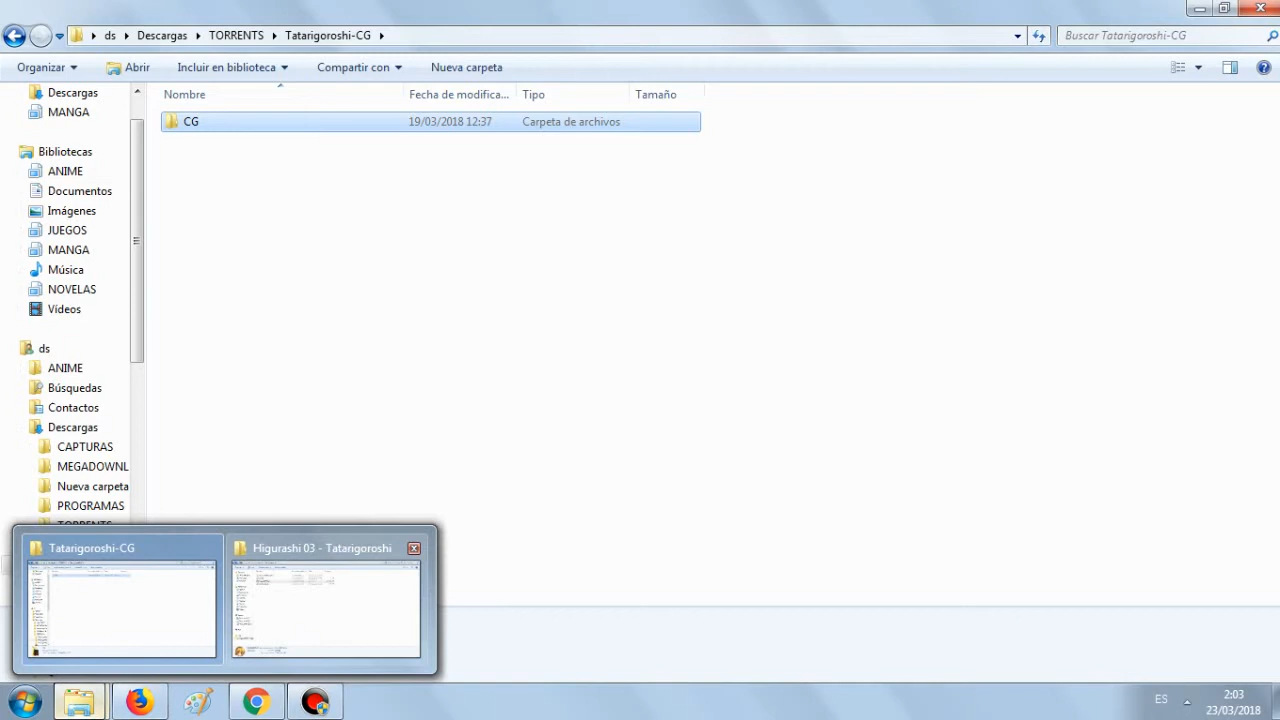 ds Descargas TORRENTS Tatarigoroshi-CG
Buscar Tatarigoroshi-CG
Organizar Abrir Incluir en biblioteca Compartir con Nueva carpeta
Descargas
MANGA
Bibliotecas
ANIME
Documentos
Imágenes
JUEGOS
MANGA
Música
NOVELAS
Vídeos
ds
ANIME
Búsquedas
Contactos
Descargas
CAPTURAS
MEGADOWNL
Nueva carpeta
PROGRAMAS
TORRENTS
Nombre Fecha de modifica... Tipo Tamaño
CG 19/03/2018 12:37 Carpeta de archivos
Tatarigoroshi-CG
Higurashi 03 - Tatarigoroshi
ES
2:03
23/03/2018